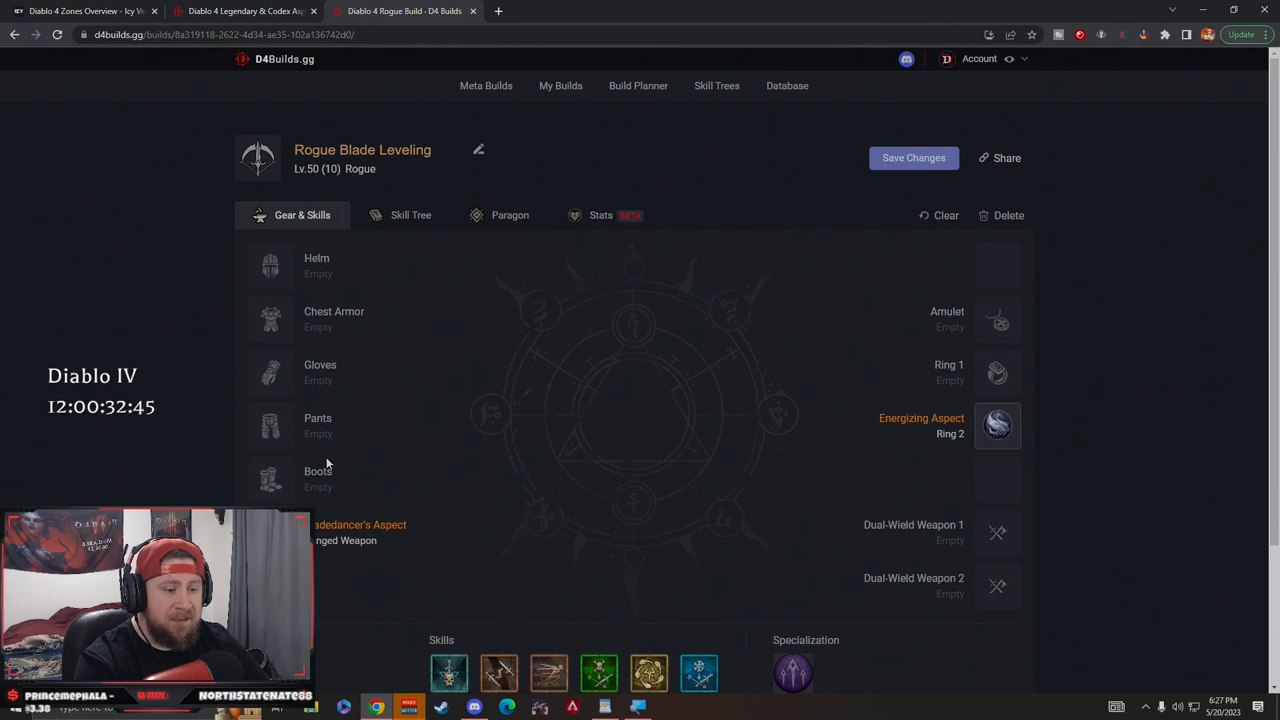 Diablo 4 Zones Overview - Icy Ve
Diablo 4 Legendary & Codex Asp
Diablo 4 Rogue Build - D4 Builds
d4builds.gg/builds/8a319118-2622-4d34-ae35-102a6136742d0/
Update
D4Builds.gg
Account
Meta Builds
My Builds
Build Planner
Skill Trees
Database
Rogue Blade Leveling
Lv.50 (10) Rogue
Save Changes
Share
Gear & Skills
Skill Tree
Paragon
Stats BETA
Clear
Delete
Helm
Empty
Chest Armor
Empty
Gloves
Empty
Pants
Empty
Boots
Empty
adedancer's Aspect
nged Weapon
Amulet
Empty
Ring 1
Empty
Energizing Aspect
Ring 2
Dual-Wield Weapon 1
Empty
Dual-Wield Weapon 2
Empty
Diablo IV
12:00:32:45
Skills
Specialization
PRINCEMEPHALA -
$3.38
NORTHSTATENATE88
6:27 PM
5/20/2023